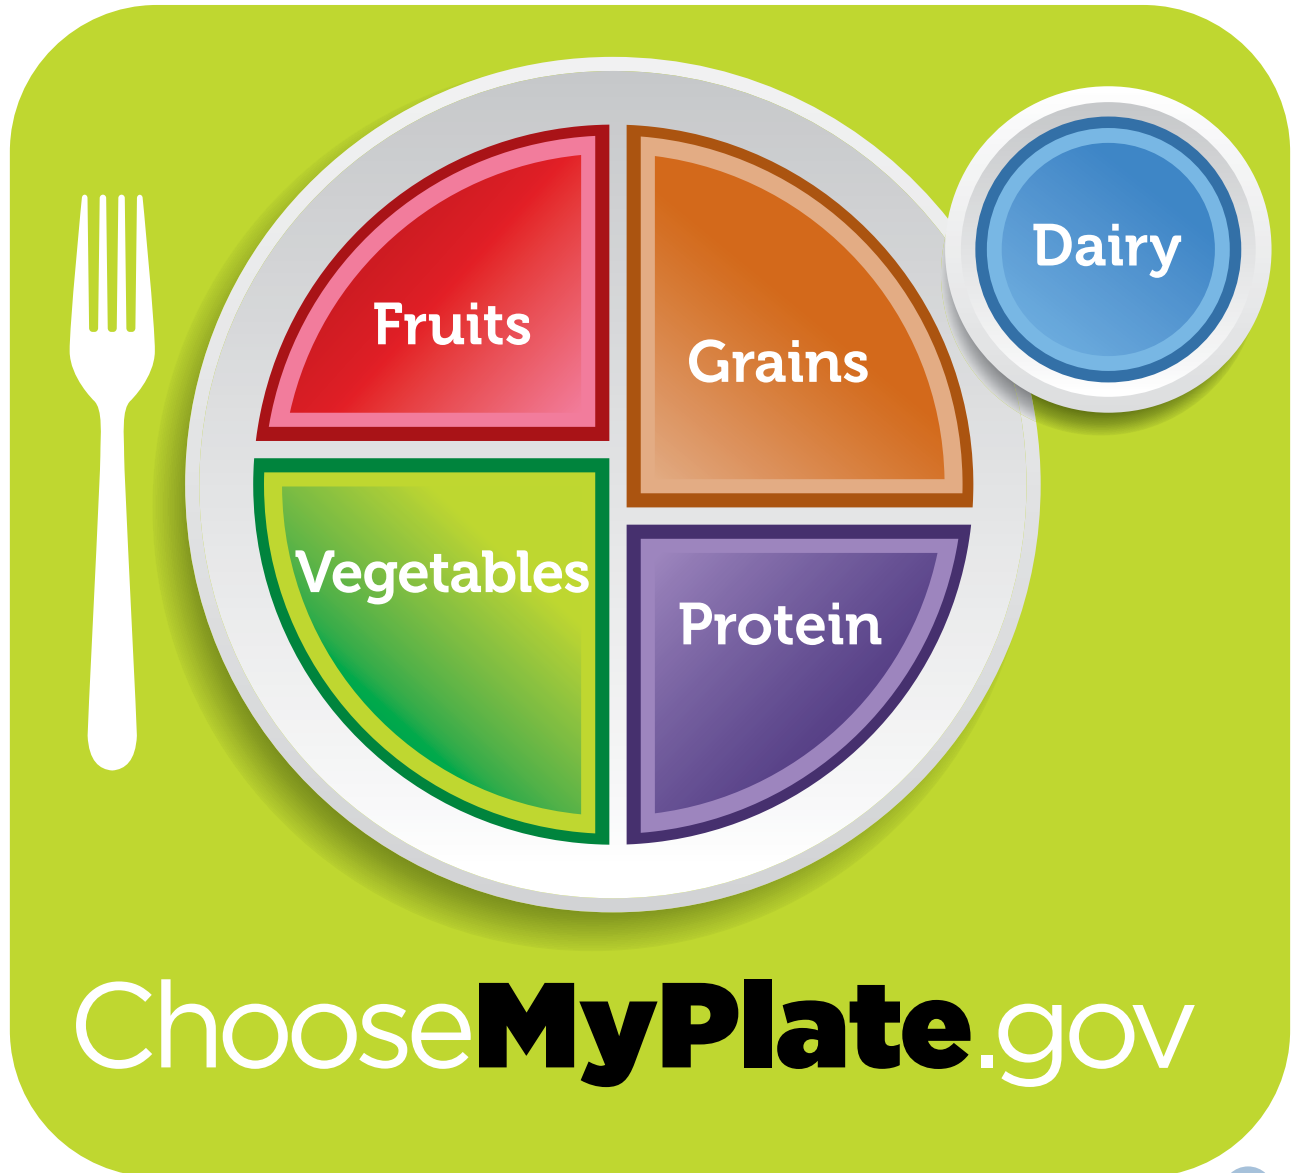 Fruits
Grains
Dairy
Vegetables
Protein
ChooseMyPlate.gov